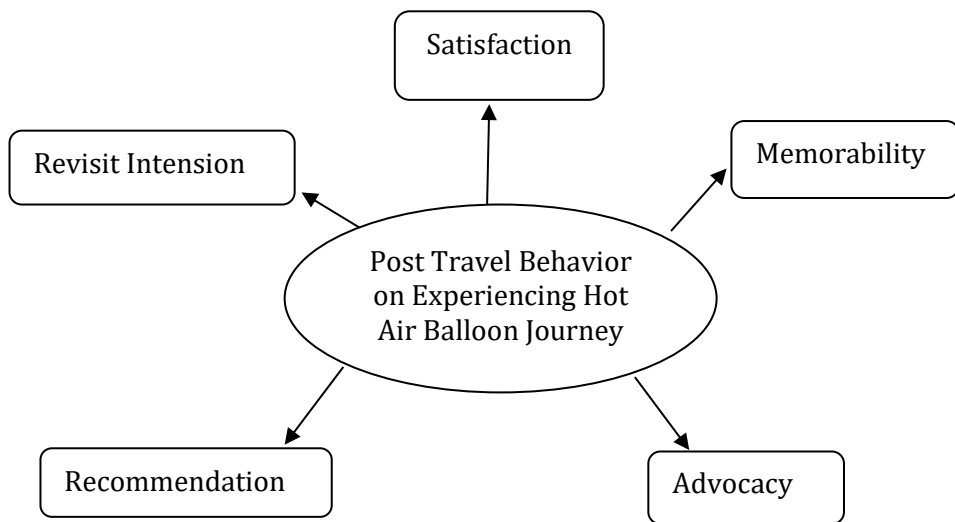 Satisfaction
Revisit Intension
Memorability
Post Travel Behavior
on Experiencing Hot
Air Balloon Journey
Recommendation
Advocacy